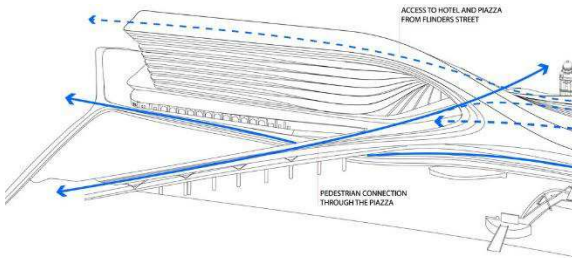 ACCESS TO HOTEL AND PIAZZA
FROM FLINDERS STREET
PEDESTRIAN CONNECTION
THROUGH THE PIAZZA